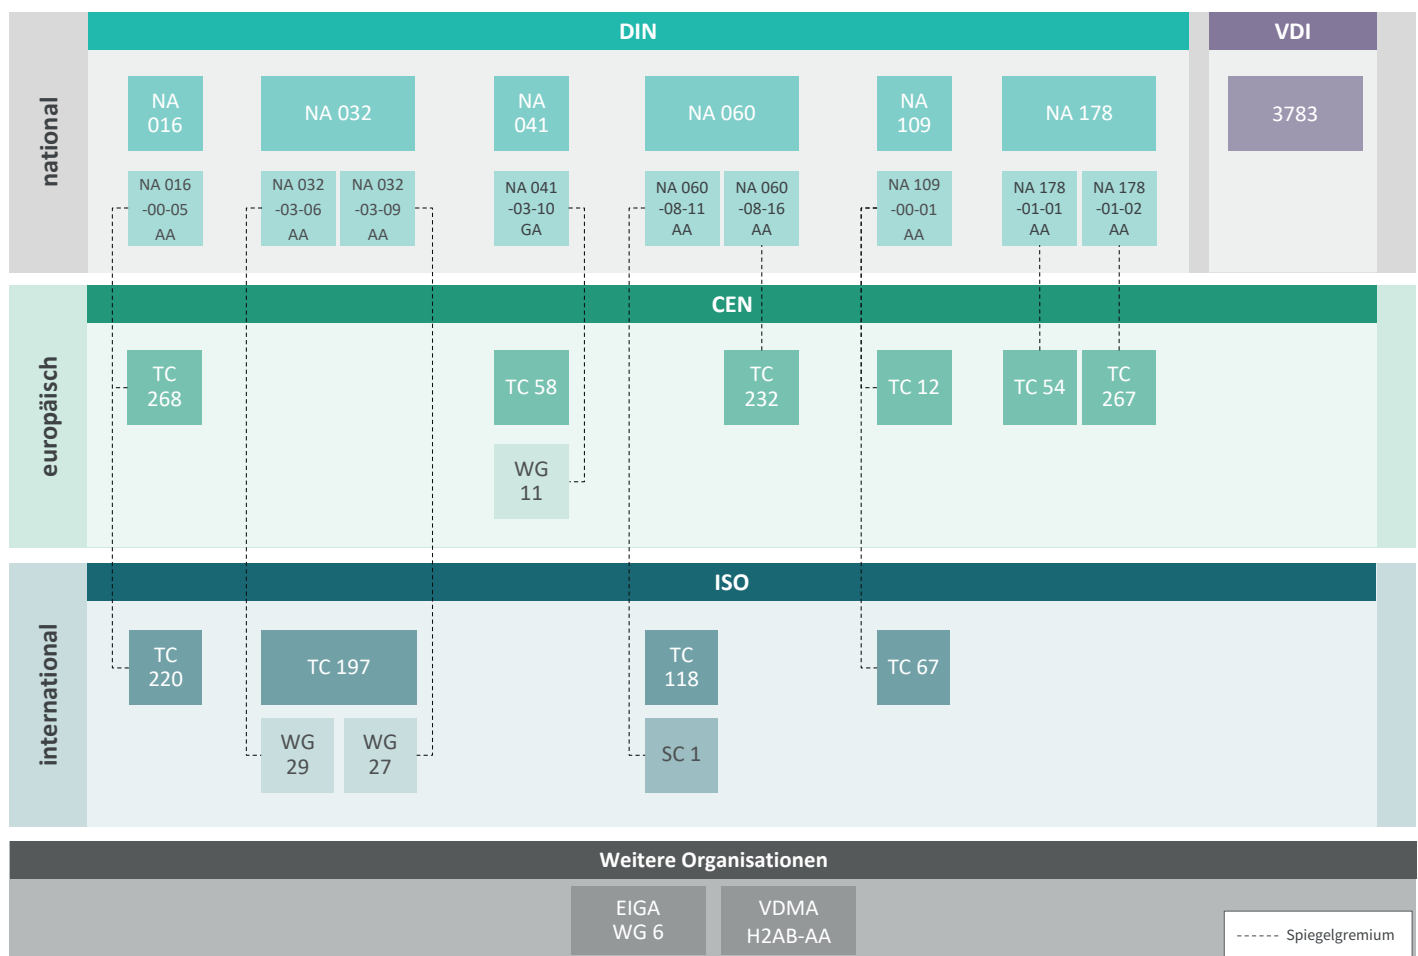 DIN
VDI
national
NA
016
NA 032
NA
041
NA 060
NA
109
NA 178
3783
NA 016
-00-05
AA
NA 032
-03-06
AA
NA 032
-03-09
AA
NA 041
-03-10
GA
NA 060
-08-11
AA
NA 060
-08-16
AA
NA 109
-00-01
AA
NA 178
-01-01
AA
NA 178
-01-02
AA
CEN
europäisch
TC
268
TC 58
TC
232
TC 12
TC 54
TC
267
WG
11
ISO
international
TC
220
TC 197
TC
118
TC 67
WG
29
WG
27
SC 1
Weitere Organisationen
EIGA
WG 6
VDMA
H2AB-AA
Spiegelgremium